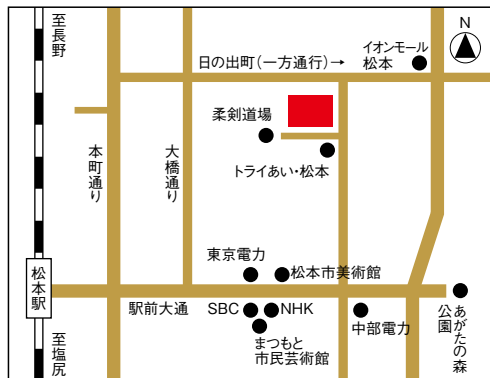 至長野
N
日の出町(一方通行)→
イオンモール
松本
柔剣道場
トライあい・松本
本町通り
大橋通り
東京電力
松本市美術館
松本駅
駅前大通
SBC
NHK
まつもと
市民芸術館
中部電力
あがたの森
公園
至塩尻